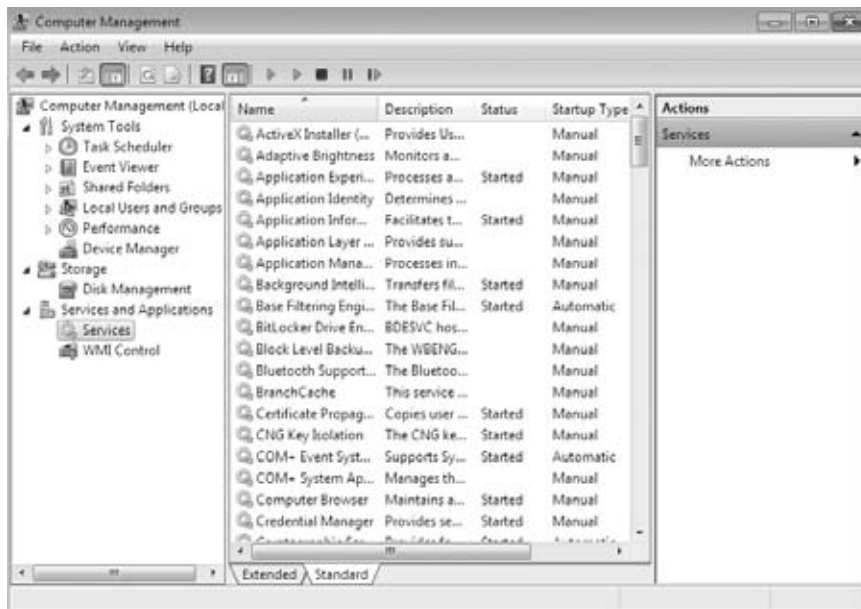 Computer Management
File Action View Help
Computer Management (Local
System Tools
Task Scheduler
Event Viewer
Shared Folders
Local Users and Groups
Performance
Device Manager
Storage
Disk Management
Services and Applications
Services
WMI Control
Name Description Status Startup Type
ActiveX Installer (... Provides Us... Manual
Adaptive Brightness Monitors a... Manual
Application Experi... Processes a... Started Manual
Application Identity Determines ... Manual
Application Infor... Facilitates t... Started Manual
Application Layer ... Provides su... Manual
Application Mana... Processes in... Manual
Background Intelli... Transfers fil... Started Manual
Base Filtering Engi... The Base Fil... Started Automatic
BitLocker Drive En... BDESVC hos... Manual
Block Level Backu... The WBENG... Manual
Bluetooth Support... The Bluetoo... Manual
BranchCache This service ... Manual
Certificate Propag... Copies user ... Started Manual
CNG Key Isolation The CNG ke... Started Manual
COM+ Event Syst... Supports Sy... Started Automatic
COM+ System Ap... Manages th... Manual
Computer Browser Maintains a... Started Manual
Credential Manager Provides se... Started Manual
Extended Standard
Actions
Services
More Actions